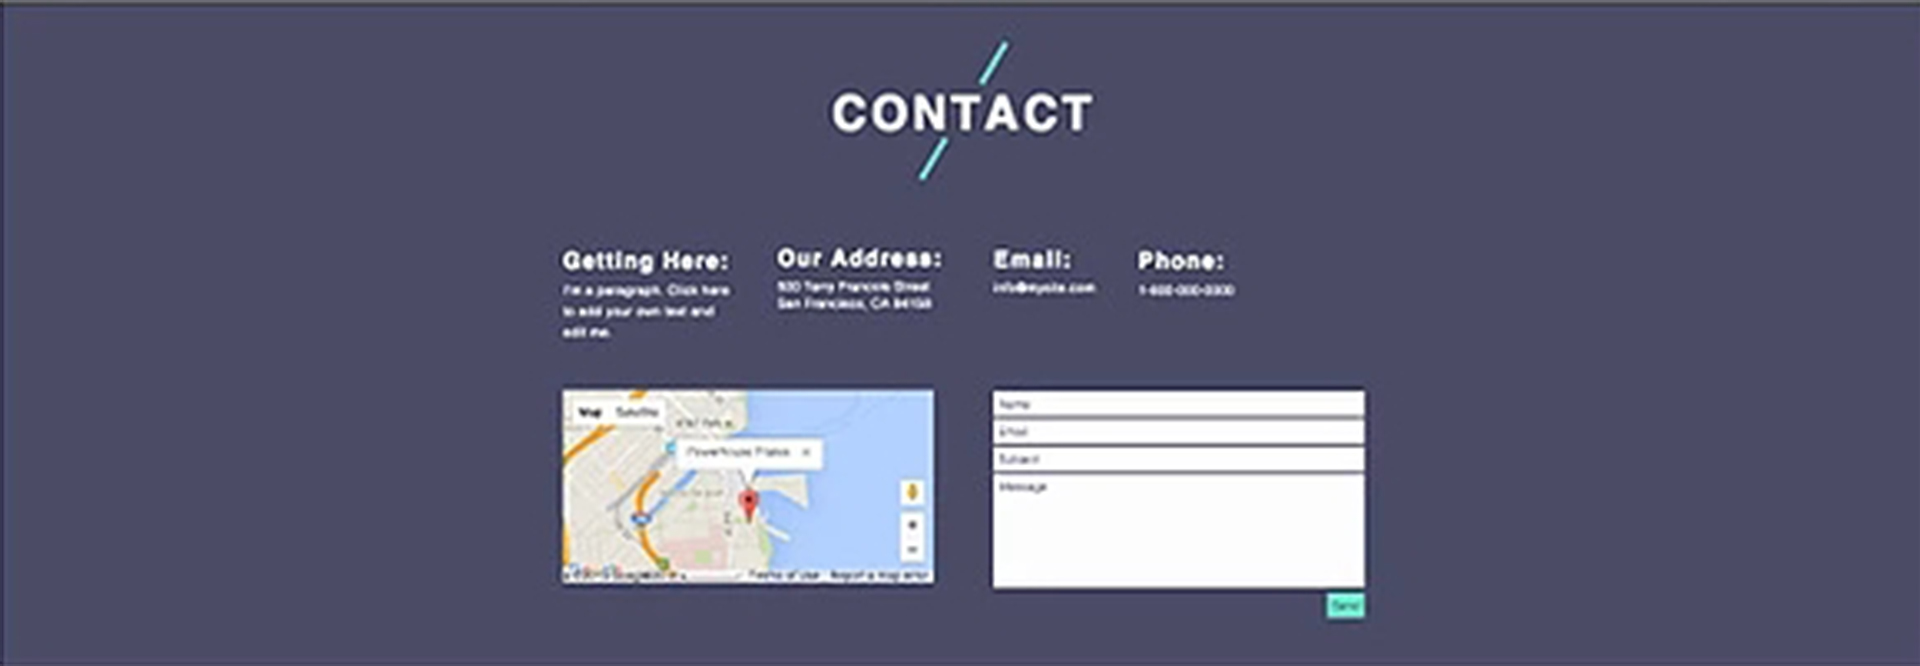 CONTACT
Getting Here:
I'm a paragraph. Click here
to add your own text and
edit me.
Our Address:
500 Terry Francois Street
San Francisco, CA 94158
Email:
info@mysite.com
Phone:
1-800-000-0000
Map Satellite
Powerhouse Pilates ×
Terms of Use Report a map error
Name
Email
Subject
Message
Send